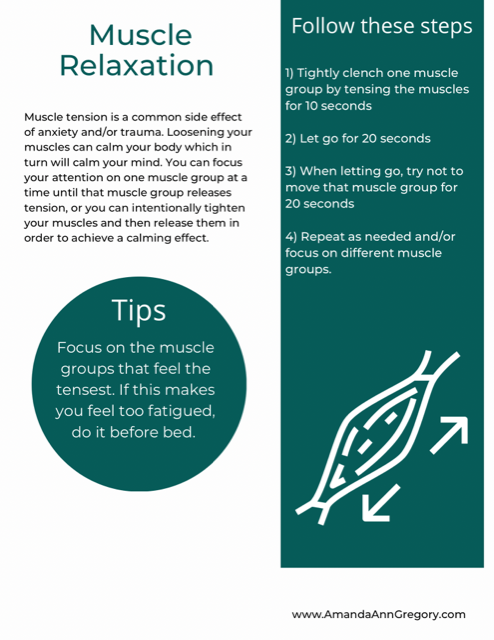 Muscle
Relaxation
Muscle tension is a common side effect
of anxiety and/or trauma. Loosening your
muscles can calm your body which in
turn will calm your mind. You can focus
your attention on one muscle group at a
time until that muscle group releases
tension, or you can intentionally tighten
your muscles and then release them in
order to achieve a calming effect.
Tips
Focus on the muscle
groups that feel the
tensest. If this makes
you feel too fatigued,
do it before bed.
Follow these steps
1) Tightly clench one muscle
group by tensing the muscles
for 10 seconds
2) Let go for 20 seconds
3) When letting go, try not to
move that muscle group for
20 seconds
4) Repeat as needed and/or
focus on different muscle
groups.
www.AmandaAnnGregory.com